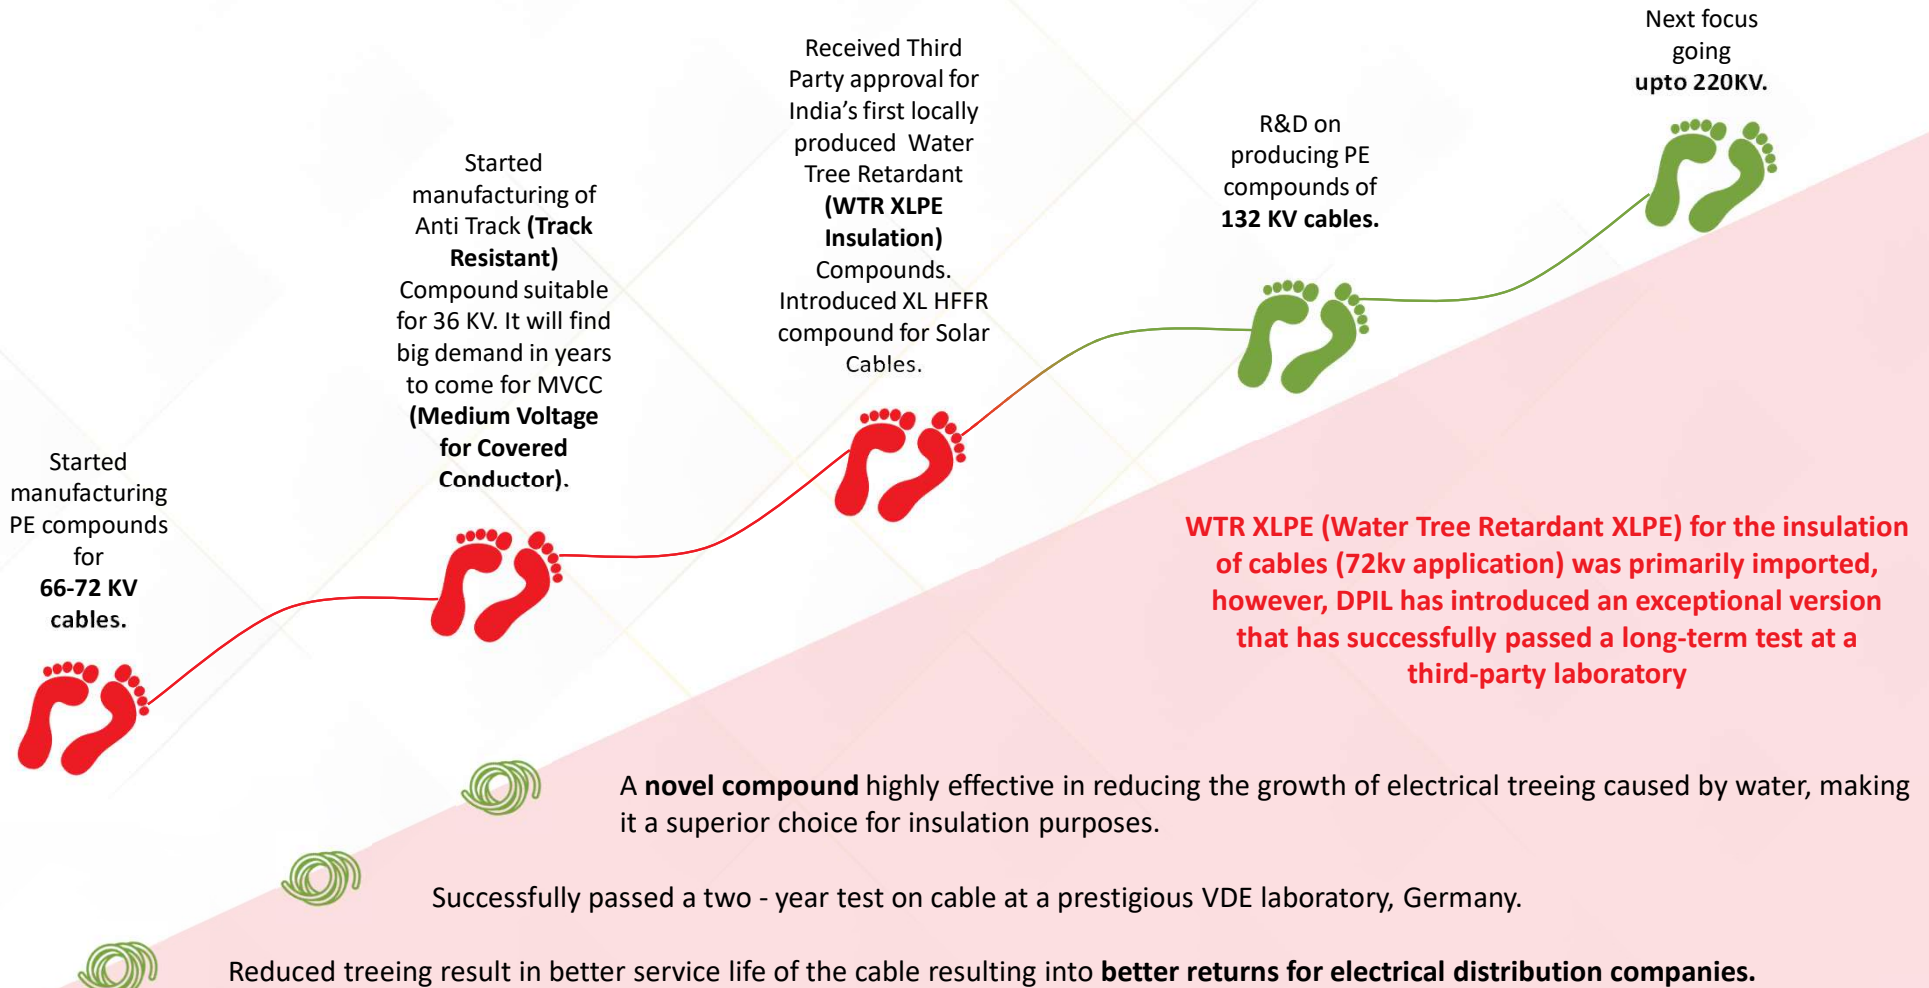 Started
manufacturing
PE compounds
for
66-72 KV
cables.
Started
manufacturing of
Anti Track (Track
Resistant)
Compound suitable
for 36 KV. It will find
big demand in years
to come for MVCC
(Medium Voltage
for Covered
Conductor).
Received Third
Party approval for
India’s first locally
produced Water
Tree Retardant
(WTR XLPE
Insulation)
Compounds.
Introduced XL HFFR
compound for Solar
Cables.
R&D on
producing PE
compounds of
132 KV cables.
Next focus
going
upto 220KV.
WTR XLPE (Water Tree Retardant XLPE) for the insulation
of cables (72kv application) was primarily imported,
however, DPIL has introduced an exceptional version
that has successfully passed a long-term test at a
third-party laboratory
A novel compound highly effective in reducing the growth of electrical treeing caused by water, making
it a superior choice for insulation purposes.
Successfully passed a two - year test on cable at a prestigious VDE laboratory, Germany.
Reduced treeing result in better service life of the cable resulting into better returns for electrical distribution companies.